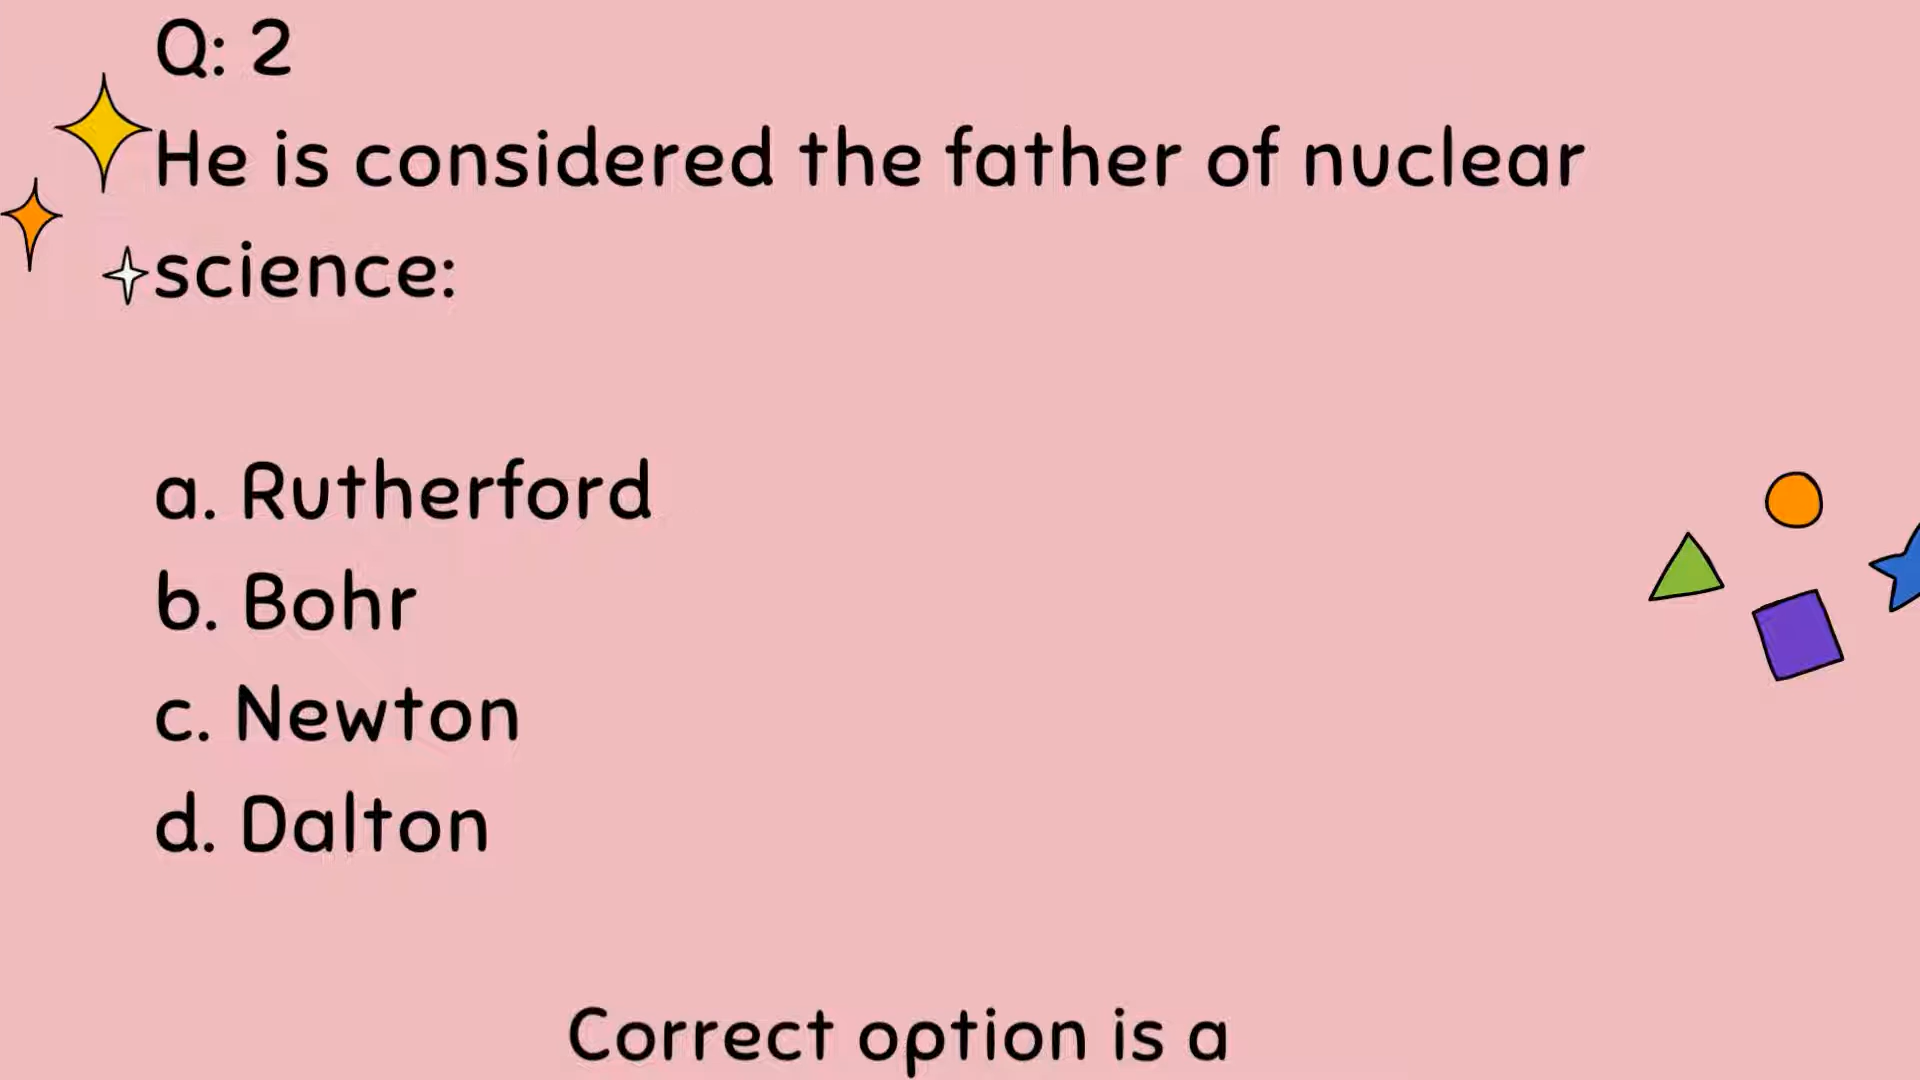 Q: 2
He is considered the father of nuclear
science:
a. Rutherford
b. Bohr
c. Newton
d. Dalton
Correct option is a